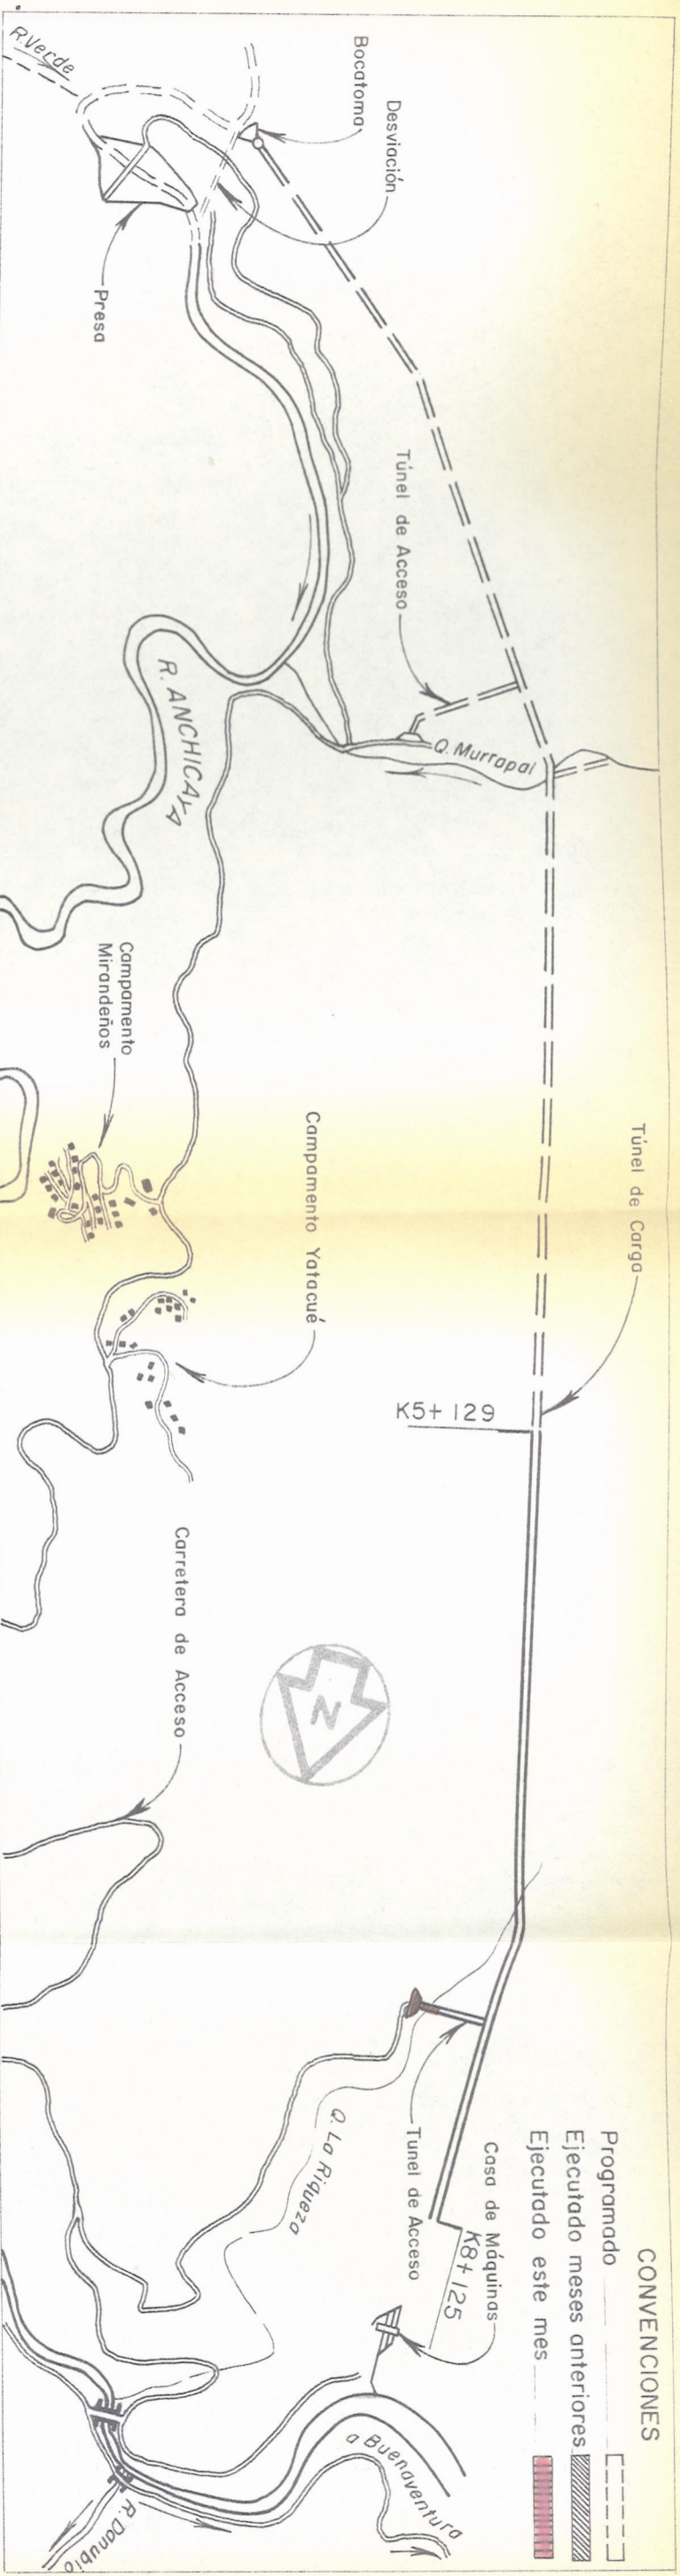 R. Verde
Bocatoma
Desviación
Presa
Túnel de Acceso
Q. Murrapal
R. ANCHICAYA
Campamento
Mirandeños
Campamento Yatacué
Túnel de Carga
K5+129
Carretera de Acceso
N
Q. La Riqueza
Tunel de Acceso
Casa de Máquinas
K8+125
a Buenaventura
R. Danubio
CONVENCIONES
Programado
Ejecutado meses anteriores
Ejecutado este mes